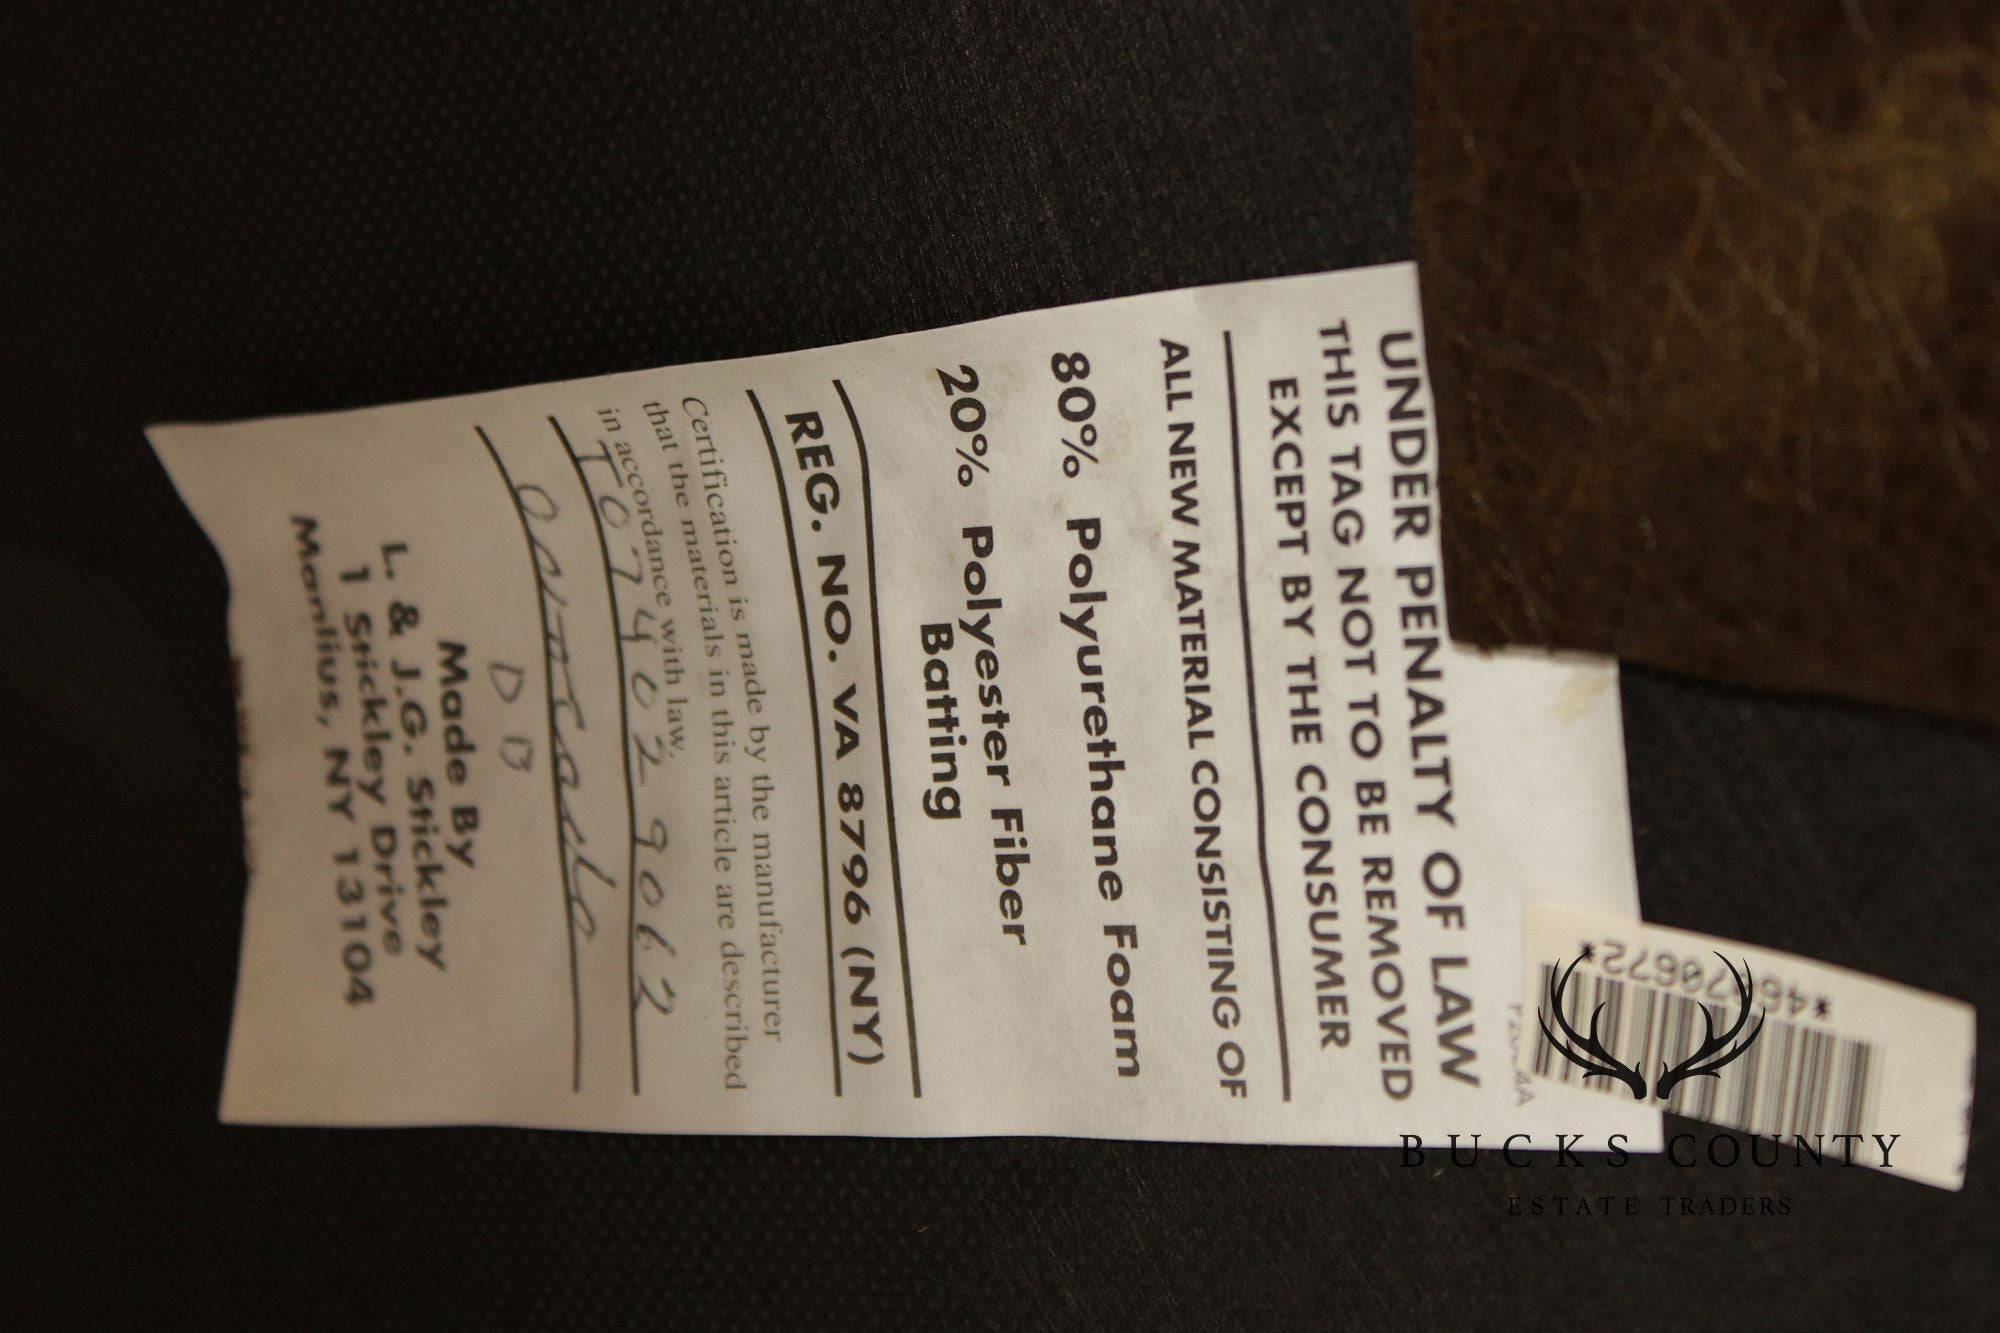 UNDER PENALTY OF LAW
THIS TAG NOT TO BE REMOVED
EXCEPT BY THE CONSUMER
ALL NEW MATERIAL CONSISTING OF
80% Polyurethane Foam
20% Polyester Fiber
Batting
REG. NO. VA 8796 (NY)
Certification is made by the manufacturer
that the materials in this article are described
in accordance with law.
T0774029062
D B
Made By
L. & J.G. Stickley
1 Stickley Drive
Manlius, NY 13104
BUCKS COUNTY
ESTATE TRADERS